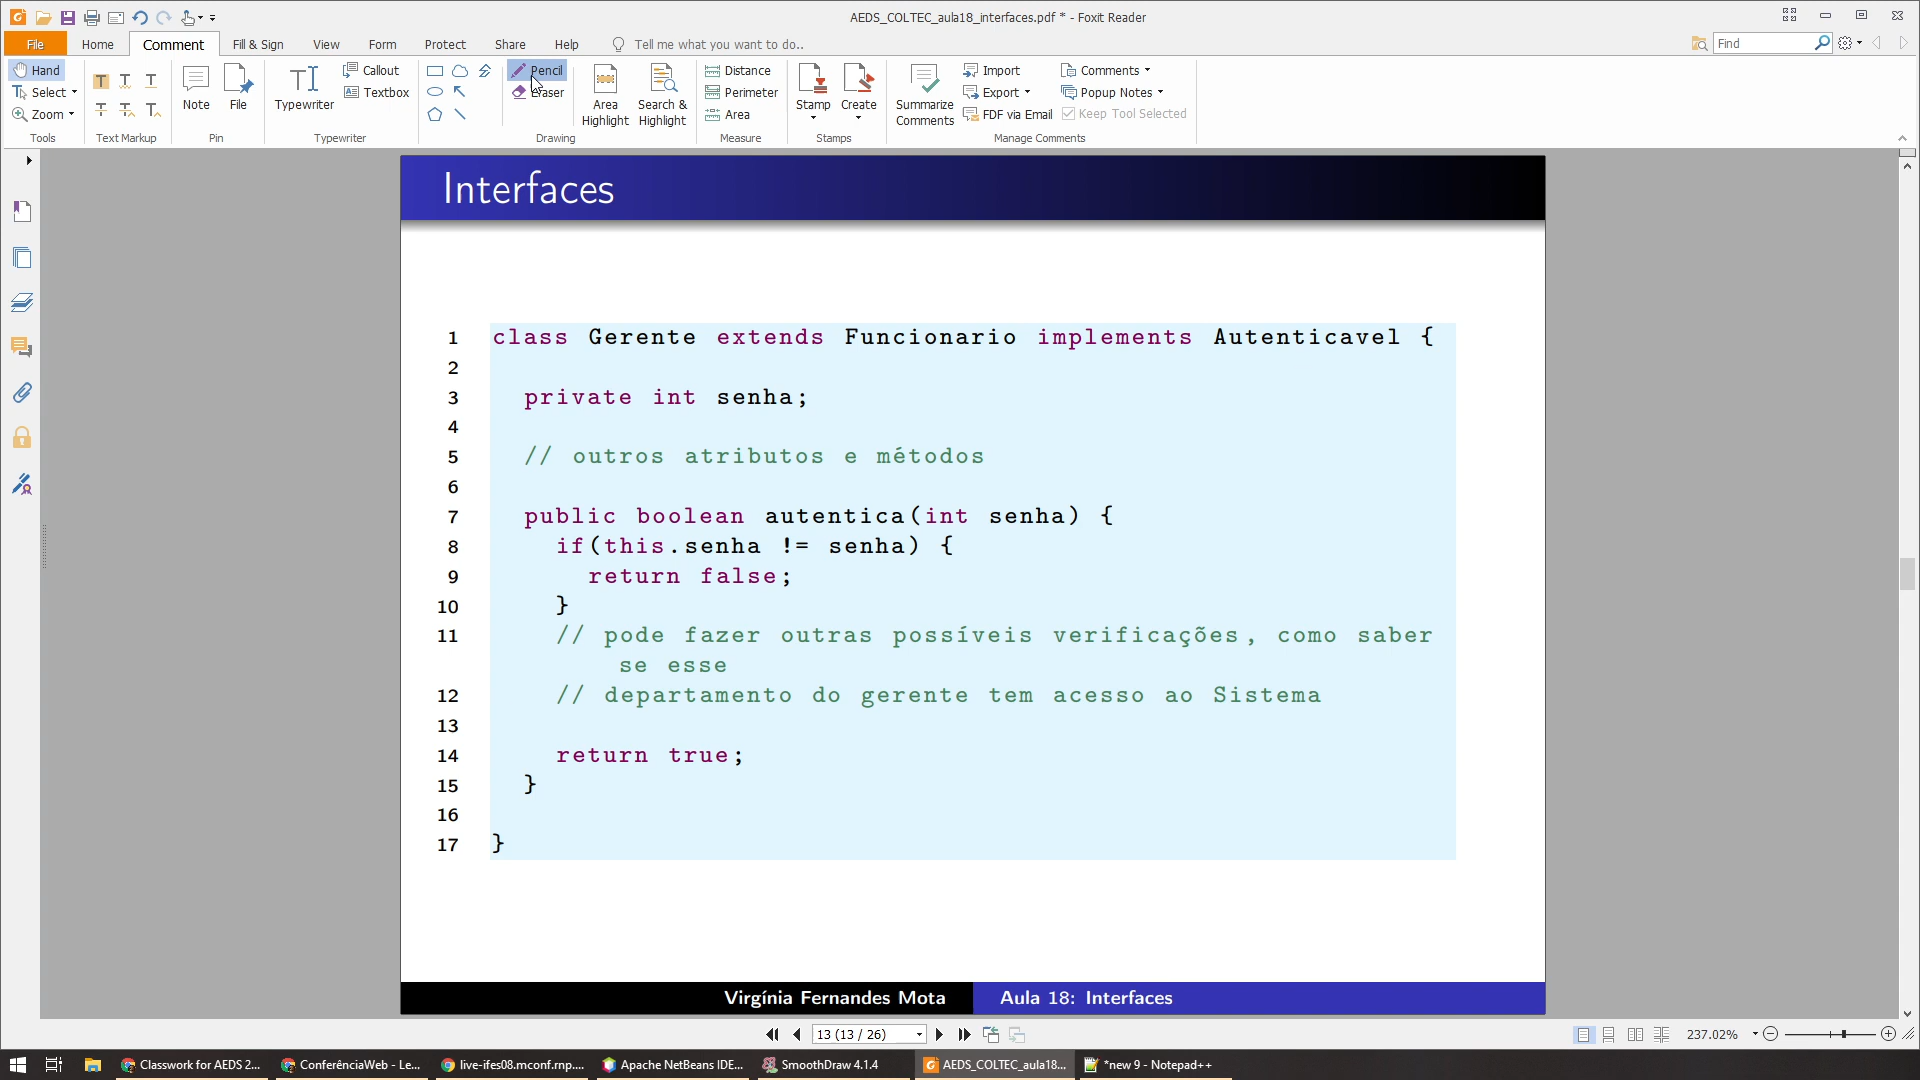 AEDS_COLTEC_aula18_interfaces.pdf * - Foxit Reader
File Home Comment Fill & Sign View Form Protect Share Help Tell me what you want to do.. Find
Hand
Select
Zoom
Tools
Text Markup
Note
File
Pin
Typewriter
Callout
Textbox
Typewriter
Pencil
Eraser
Drawing
Area
Highlight
Search &
Highlight
Distance
Perimeter
Area
Measure
Stamp
Create
Stamps
Summarize
Comments
Import
Export
FDF via Email
Comments
Popup Notes
Keep Tool Selected
Manage Comments
Interfaces
1 class Gerente extends Funcionario implements Autenticavel {
2
3 private int senha;
4
5 // outros atributos e métodos
6
7 public boolean autentica(int senha) {
8 if(this.senha != senha) {
9 return false;
10 }
11 // pode fazer outras possíveis verificações, como saber
se esse
12 // departamento do gerente tem acesso ao Sistema
13
14 return true;
15 }
16
17 }
Virgínia Fernandes Mota Aula 18: Interfaces
13 (13 / 26) 237.02%
Classwork for AEDS 2... ConferênciaWeb - Le... live-ifes08.mconf.rnp.... Apache NetBeans IDE... SmoothDraw 4.1.4 AEDS_COLTEC_aula18... *new 9 - Notepad++